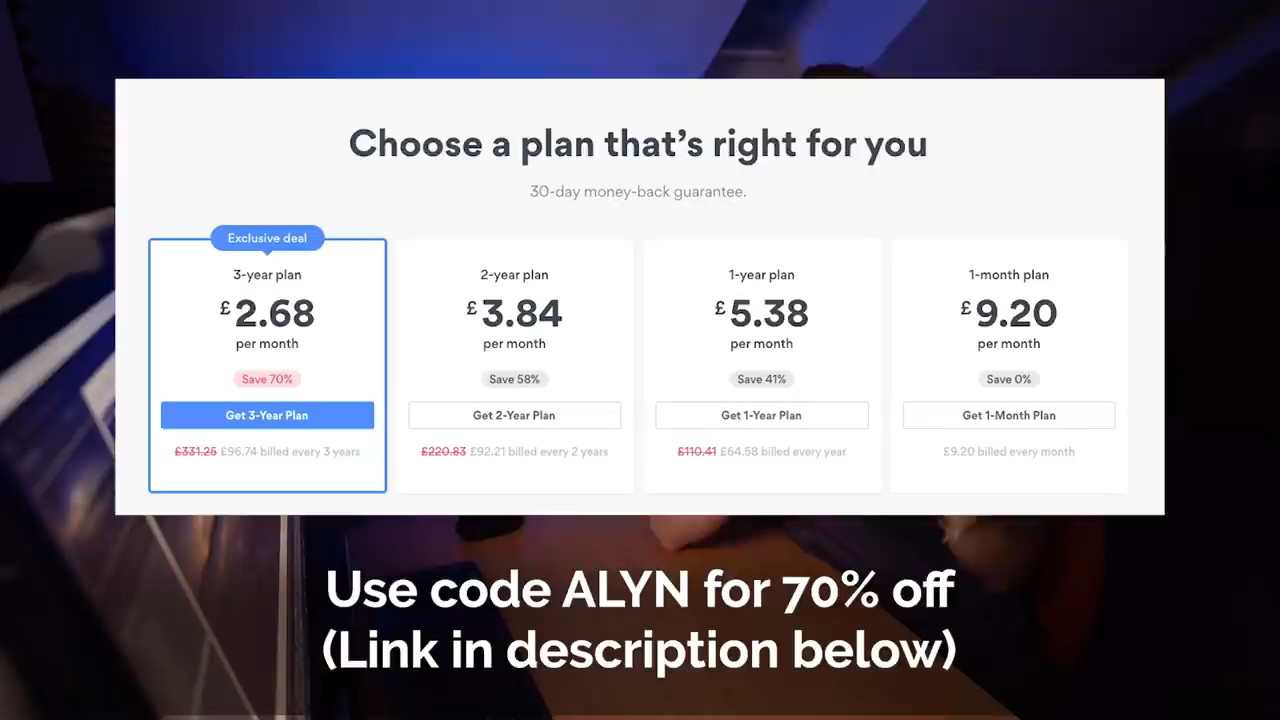 Choose a plan that's right for you
30-day money-back guarantee.
Exclusive deal
3-year plan
£2.68
per month
Save 70%
Get 3-Year Plan
£331.25 £96.74 billed every 3 years
2-year plan
£3.84
per month
Save 58%
Get 2-Year Plan
£220.83 £92.21 billed every 2 years
1-year plan
£5.38
per month
Save 41%
Get 1-Year Plan
£110.41 £64.58 billed every year
1-month plan
£9.20
per month
Save 0%
Get 1-Month Plan
£9.20 billed every month
Use code ALYN for 70% off
(Link in description below)